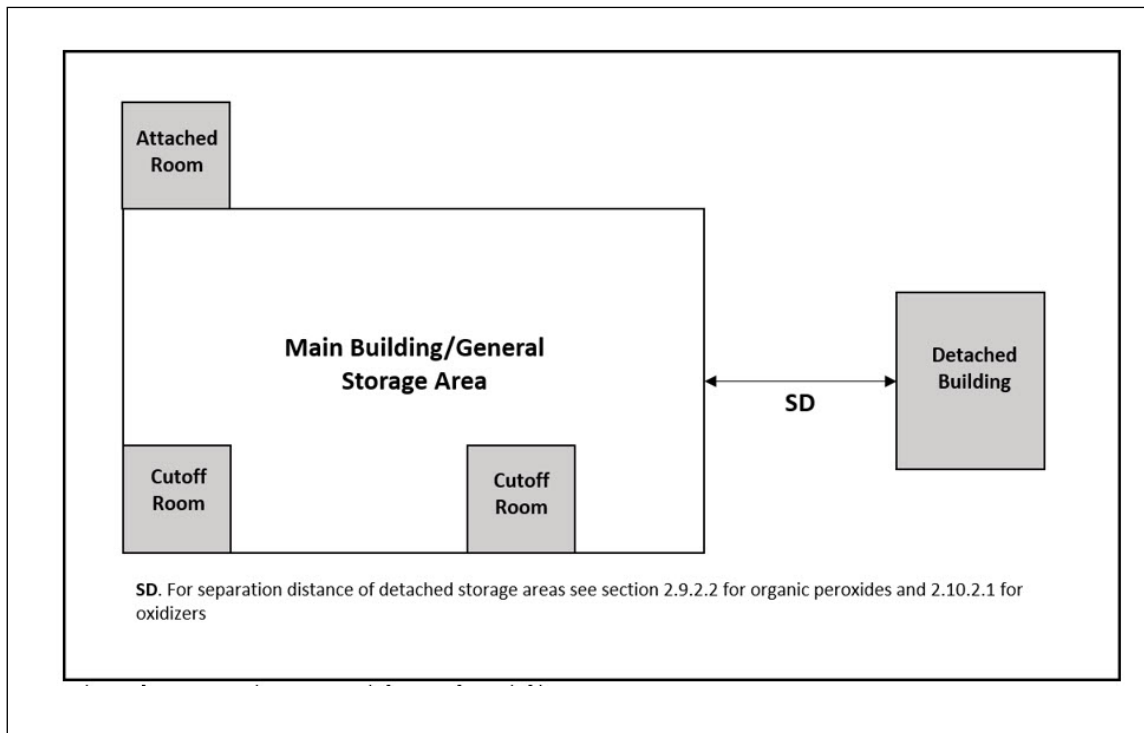 Attached
Room
Main Building/General
Storage Area
Detached
Building
SD
Cutoff
Room
Cutoff
Room
SD. For separation distance of detached storage areas see section 2.9.2.2 for organic peroxides and 2.10.2.1 for
oxidizers